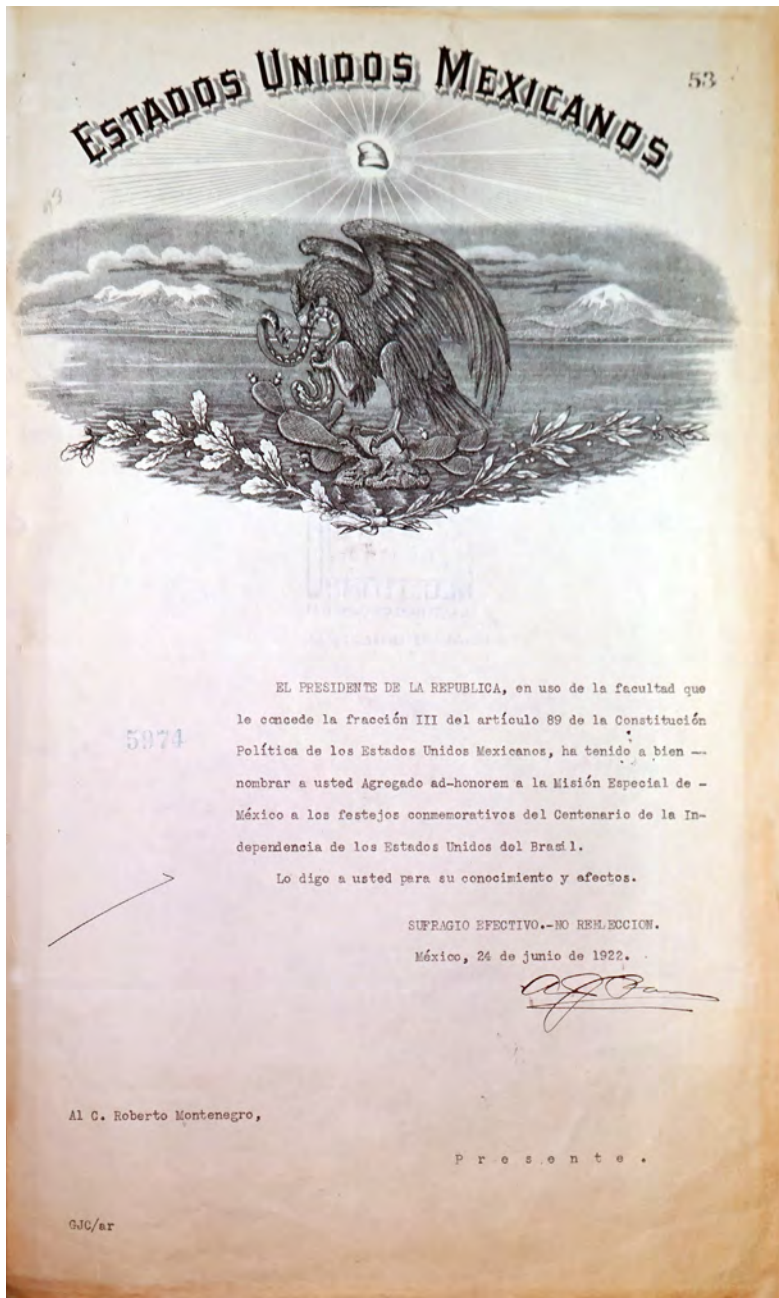 ESTADOS UNIDOS MEXICANOS
53
EL PRESIDENTE DE LA REPUBLICA, en uso de la facultad que
le concede la fracción III del artículo 89 de la Constitución
5974
Política de los Estados Unidos Mexicanos, ha tenido a bien --
nombrar a usted Agregado ad-honorem a la Misión Especial de -
México a los festejos conmemorativos del Centenario de la In-
dependencia de los Estados Unidos del Brasil.
Lo digo a usted para su conocimiento y efectos.
SUFRAGIO EFECTIVO.-NO REELECCION.
México, 24 de junio de 1922.
Al C. Roberto Montenegro,
P r e s e n t e .
GJC/ar